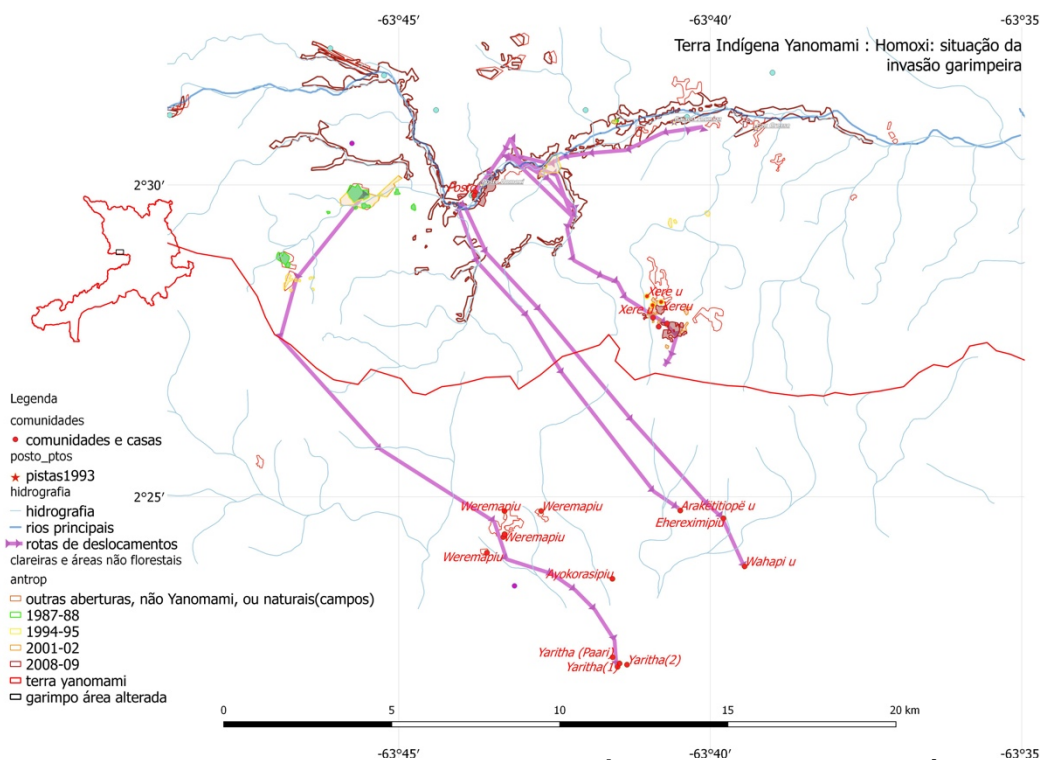 -63°45′
-63°40′
-63°35′
Terra Indígena Yanomami : Homoxi: situação da
invasão garimpeira
2°30′
Posto
Xere u
Xereu
Xere u
Legenda
comunidades
comunidades e casas
posto_ptos
pistas1993
hidrografia
hidrografia
rios principais
rotas de deslocamentos
clareiras e áreas não florestais
antrop
outras aberturas, não Yanomami, ou naturais(campos)
1987-88
1994-95
2001-02
2008-09
terra yanomami
garimpo área alterada
2°25′
Weremapiu
Weremapiu
Weremapiu
Weremapiu
Arakëtitiopë u
Ehereximipiu
Wahapi u
Ayokorasipiu
Yaritha (Paari)
Yaritha(2)
Yaritha(1)
0
5
10
15
20 km
-63°45′
-63°40′
-63°35′